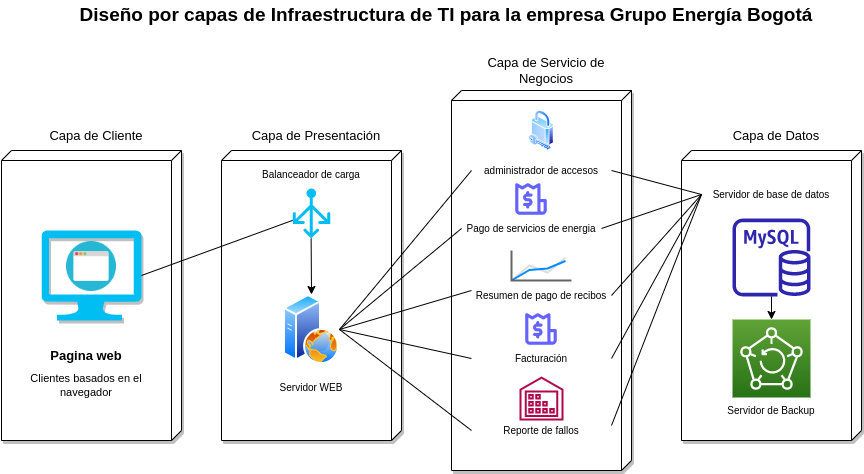 Diseño por capas de Infraestructura de TI para la empresa Grupo Energía Bogotá
Capa de Cliente
Pagina web
Clientes basados en el
navegador
Capa de Presentación
Balanceador de carga
Servidor WEB
Capa de Servicio de
Negocios
administrador de accesos
Pago de servicios de energia
Resumen de pago de recibos
Facturación
Reporte de fallos
Capa de Datos
Servidor de base de datos
MySQL
Servidor de Backup